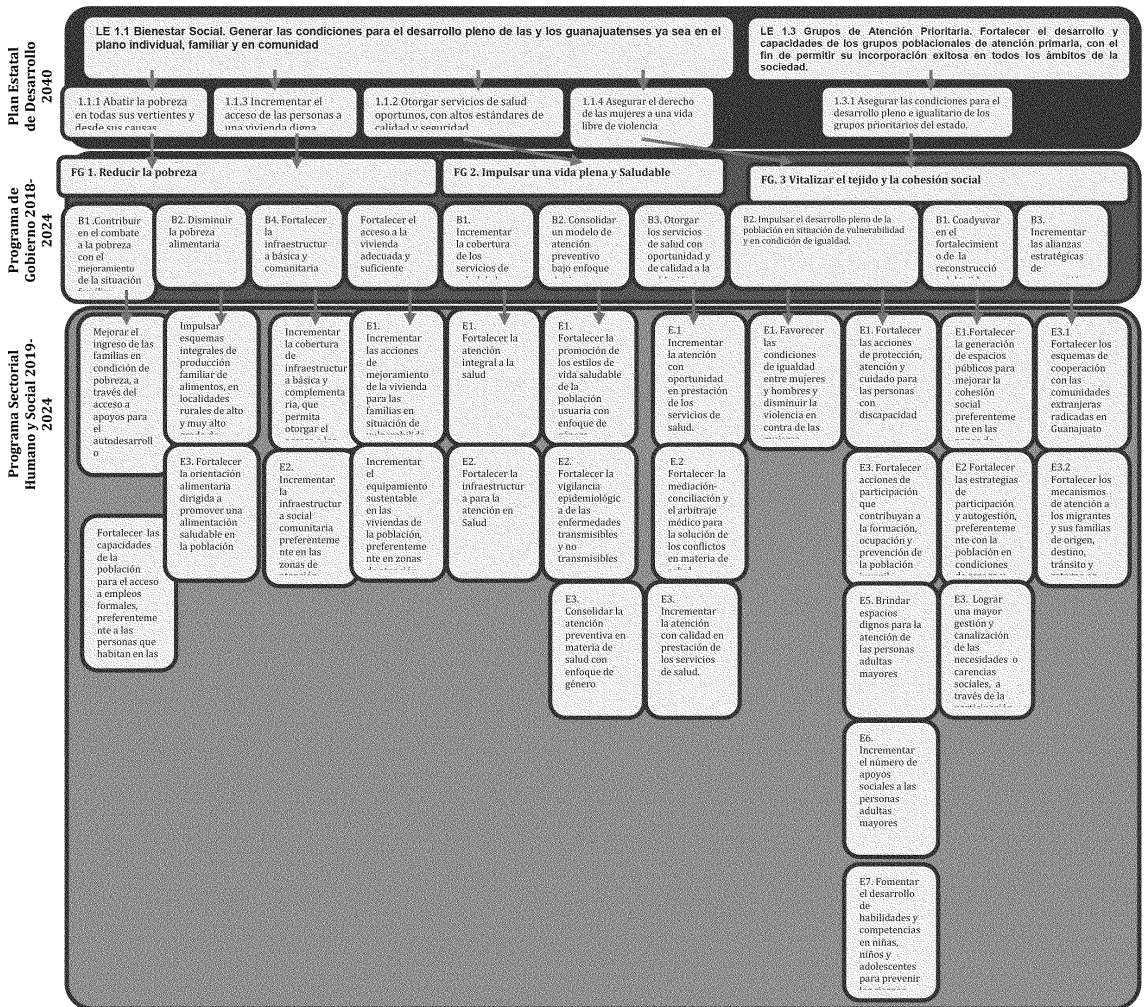 Plan Estatal
de Desarrollo
2040
LE 1.1 Bienestar Social. Generar las condiciones para el desarrollo pleno de las y los guanajuatenses ya sea en el
plano individual, familiar y en comunidad
LE 1.3 Grupos de Atención Prioritaria. Fortalecer el desarrollo y
capacidades de los grupos poblacionales de atención primaria, con el
fin de permitir su incorporación exitosa en todos los ámbitos de la
sociedad.
1.1.1 Abatir la pobreza
en todas sus vertientes y
desde sus causas
1.1.3 Incrementar el
acceso de las personas a
una vivienda digna
1.1.2 Otorgar servicios de salud
oportunos, con altos estándares de
calidad y seguridad
1.1.4 Asegurar el derecho
de las mujeres a una vida
libre de violencia
1.3.1 Asegurar las condiciones para el
desarrollo pleno e igualitario de los
grupos prioritarios del estado.
Programa de
Gobierno 2018-
2024
FG 1. Reducir la pobreza
FG 2. Impulsar una vida plena y Saludable
FG. 3 Vitalizar el tejido y la cohesión social
B1 .Contribuir
en el combate
a la pobreza
con el
mejoramiento
de la situación
B2. Disminuir
la pobreza
alimentaria
B4. Fortalecer
la
infraestructur
a básica y
comunitaria
Fortalecer el
acceso a la
vivienda
adecuada y
suficiente
B1.
Incrementar
la cobertura
de los
servicios de
B2. Consolidar
un modelo de
atención
preventivo
bajo enfoque
B3. Otorgar
los servicios
de salud con
oportunidad y
de calidad a la
B2. Impulsar el desarrollo pleno de la
población en situación de vulnerabilidad
y en condición de igualdad.
B1. Coadyuvar
en el
fortalecimient
o de la
reconstrucció
B3.
Incrementar
las alianzas
estratégicas
de
Programa Sectorial
Humano y Social 2019-
2024
Mejorar el
ingreso de las
familias en
condición de
pobreza, a
través del
acceso a
apoyos para
el
autodesarroll
o
Fortalecer las
capacidades
de la
población
para el acceso
a empleos
formales,
preferenteme
nte a las
personas que
habitan en las
Impulsar
esquemas
integrales de
producción
familiar de
alimentos, en
localidades
rurales de alto
y muy alto
grado de
E3. Fortalecer
la orientación
alimentaria
dirigida a
promover una
alimentación
saludable en
la población
Incrementar
la cobertura
de
infraestructur
a básica y
complementa
ria, que
permita
otorgar el
E2.
Incrementar
la
infraestructur
a social
comunitaria
preferenteme
nte en las
zonas de
atención
E1.
Incrementar
las acciones
de
mejoramiento
de la vivienda
para las
familias en
situación de
Incrementar
el
equipamiento
sustentable
en las
viviendas de
la población,
preferenteme
nte en zonas
de atención
E1.
Fortalecer la
atención
integral a la
salud
E2.
Fortalecer la
infraestructur
a para la
atención en
Salud
E1.
Fortalecer la
promoción de
los estilos de
vida saludable
de la
población
usuaria con
enfoque de
género
E2.
Fortalecer la
vigilancia
epidemiológic
a de las
enfermedades
transmisibles
y no
transmisibles
E3.
Consolidar la
atención
preventiva en
materia de
salud con
enfoque de
género
E.1
Incrementar
la atención
con
oportunidad
en prestación
de los
servicios de
salud.
E.2
Fortalecer la
mediación-
conciliación y
el arbitraje
médico para
la solución de
los conflictos
en materia de
salud
E3.
Incrementar
la atención
con calidad en
prestación de
los servicios
de salud.
E1. Favorecer
las
condiciones
de igualdad
entre mujeres
y hombres y
disminuir la
violencia en
contra de las
mujeres
E1. Fortalecer
las acciones
de protección,
atención y
cuidado para
las personas
con
discapacidad
E3. Fortalecer
acciones de
participación
que
contribuyan a
la formación,
ocupación y
prevención de
la población
juvenil
E5. Brindar
espacios
dignos para la
atención de
las personas
adultas
mayores
E6.
Incrementar
el número de
apoyos
sociales a las
personas
adultas
mayores
E7. Fomentar
el desarrollo
de
habilidades y
competencias
en niñas,
niños y
adolescentes
para prevenir
E1.Fortalecer
la generación
de espacios
públicos para
mejorar la
cohesión
social
preferenteme
nte en las
zonas de
E2 Fortalecer
las estrategias
de
participación
y autogestión,
preferenteme
nte con la
población en
condiciones
E3. Lograr
una mayor
gestión y
canalización
de las
necesidades o
carencias
sociales, a
través de la
participación
E3.1
Fortalecer los
esquemas de
cooperación
con las
comunidades
extranjeras
radicadas en
Guanajuato
E3.2
Fortalecer los
mecanismos
de atención a
los migrantes
y sus familias
de origen,
destino,
tránsito y
retorno en